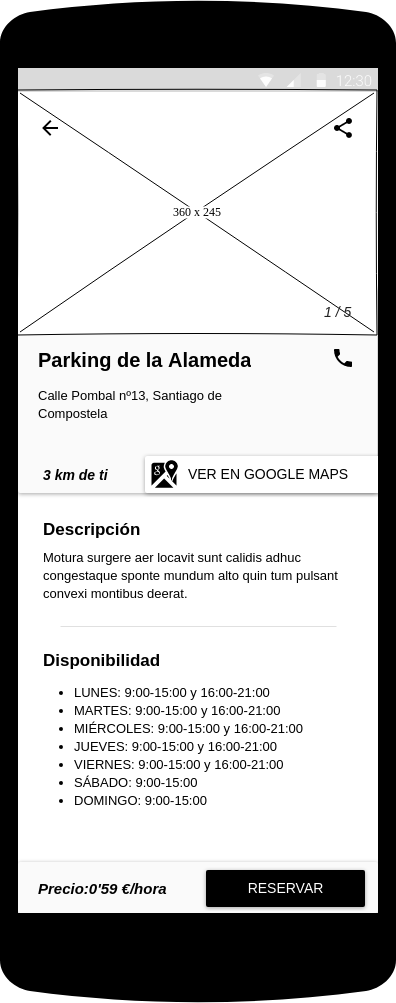 12:30
360 x 245
1 / 5
Parking de la Alameda
Calle Pombal nº13, Santiago de
Compostela
3 km de ti
VER EN GOOGLE MAPS
Descripción
Motura surgere aer locavit sunt calidis adhuc
congestaque sponte mundum alto quin tum pulsant
convexi montibus deerat.
Disponibilidad
• LUNES: 9:00-15:00 y 16:00-21:00
• MARTES: 9:00-15:00 y 16:00-21:00
• MIÉRCOLES: 9:00-15:00 y 16:00-21:00
• JUEVES: 9:00-15:00 y 16:00-21:00
• VIERNES: 9:00-15:00 y 16:00-21:00
• SÁBADO: 9:00-15:00
• DOMINGO: 9:00-15:00
Precio:0'59 €/hora
RESERVAR